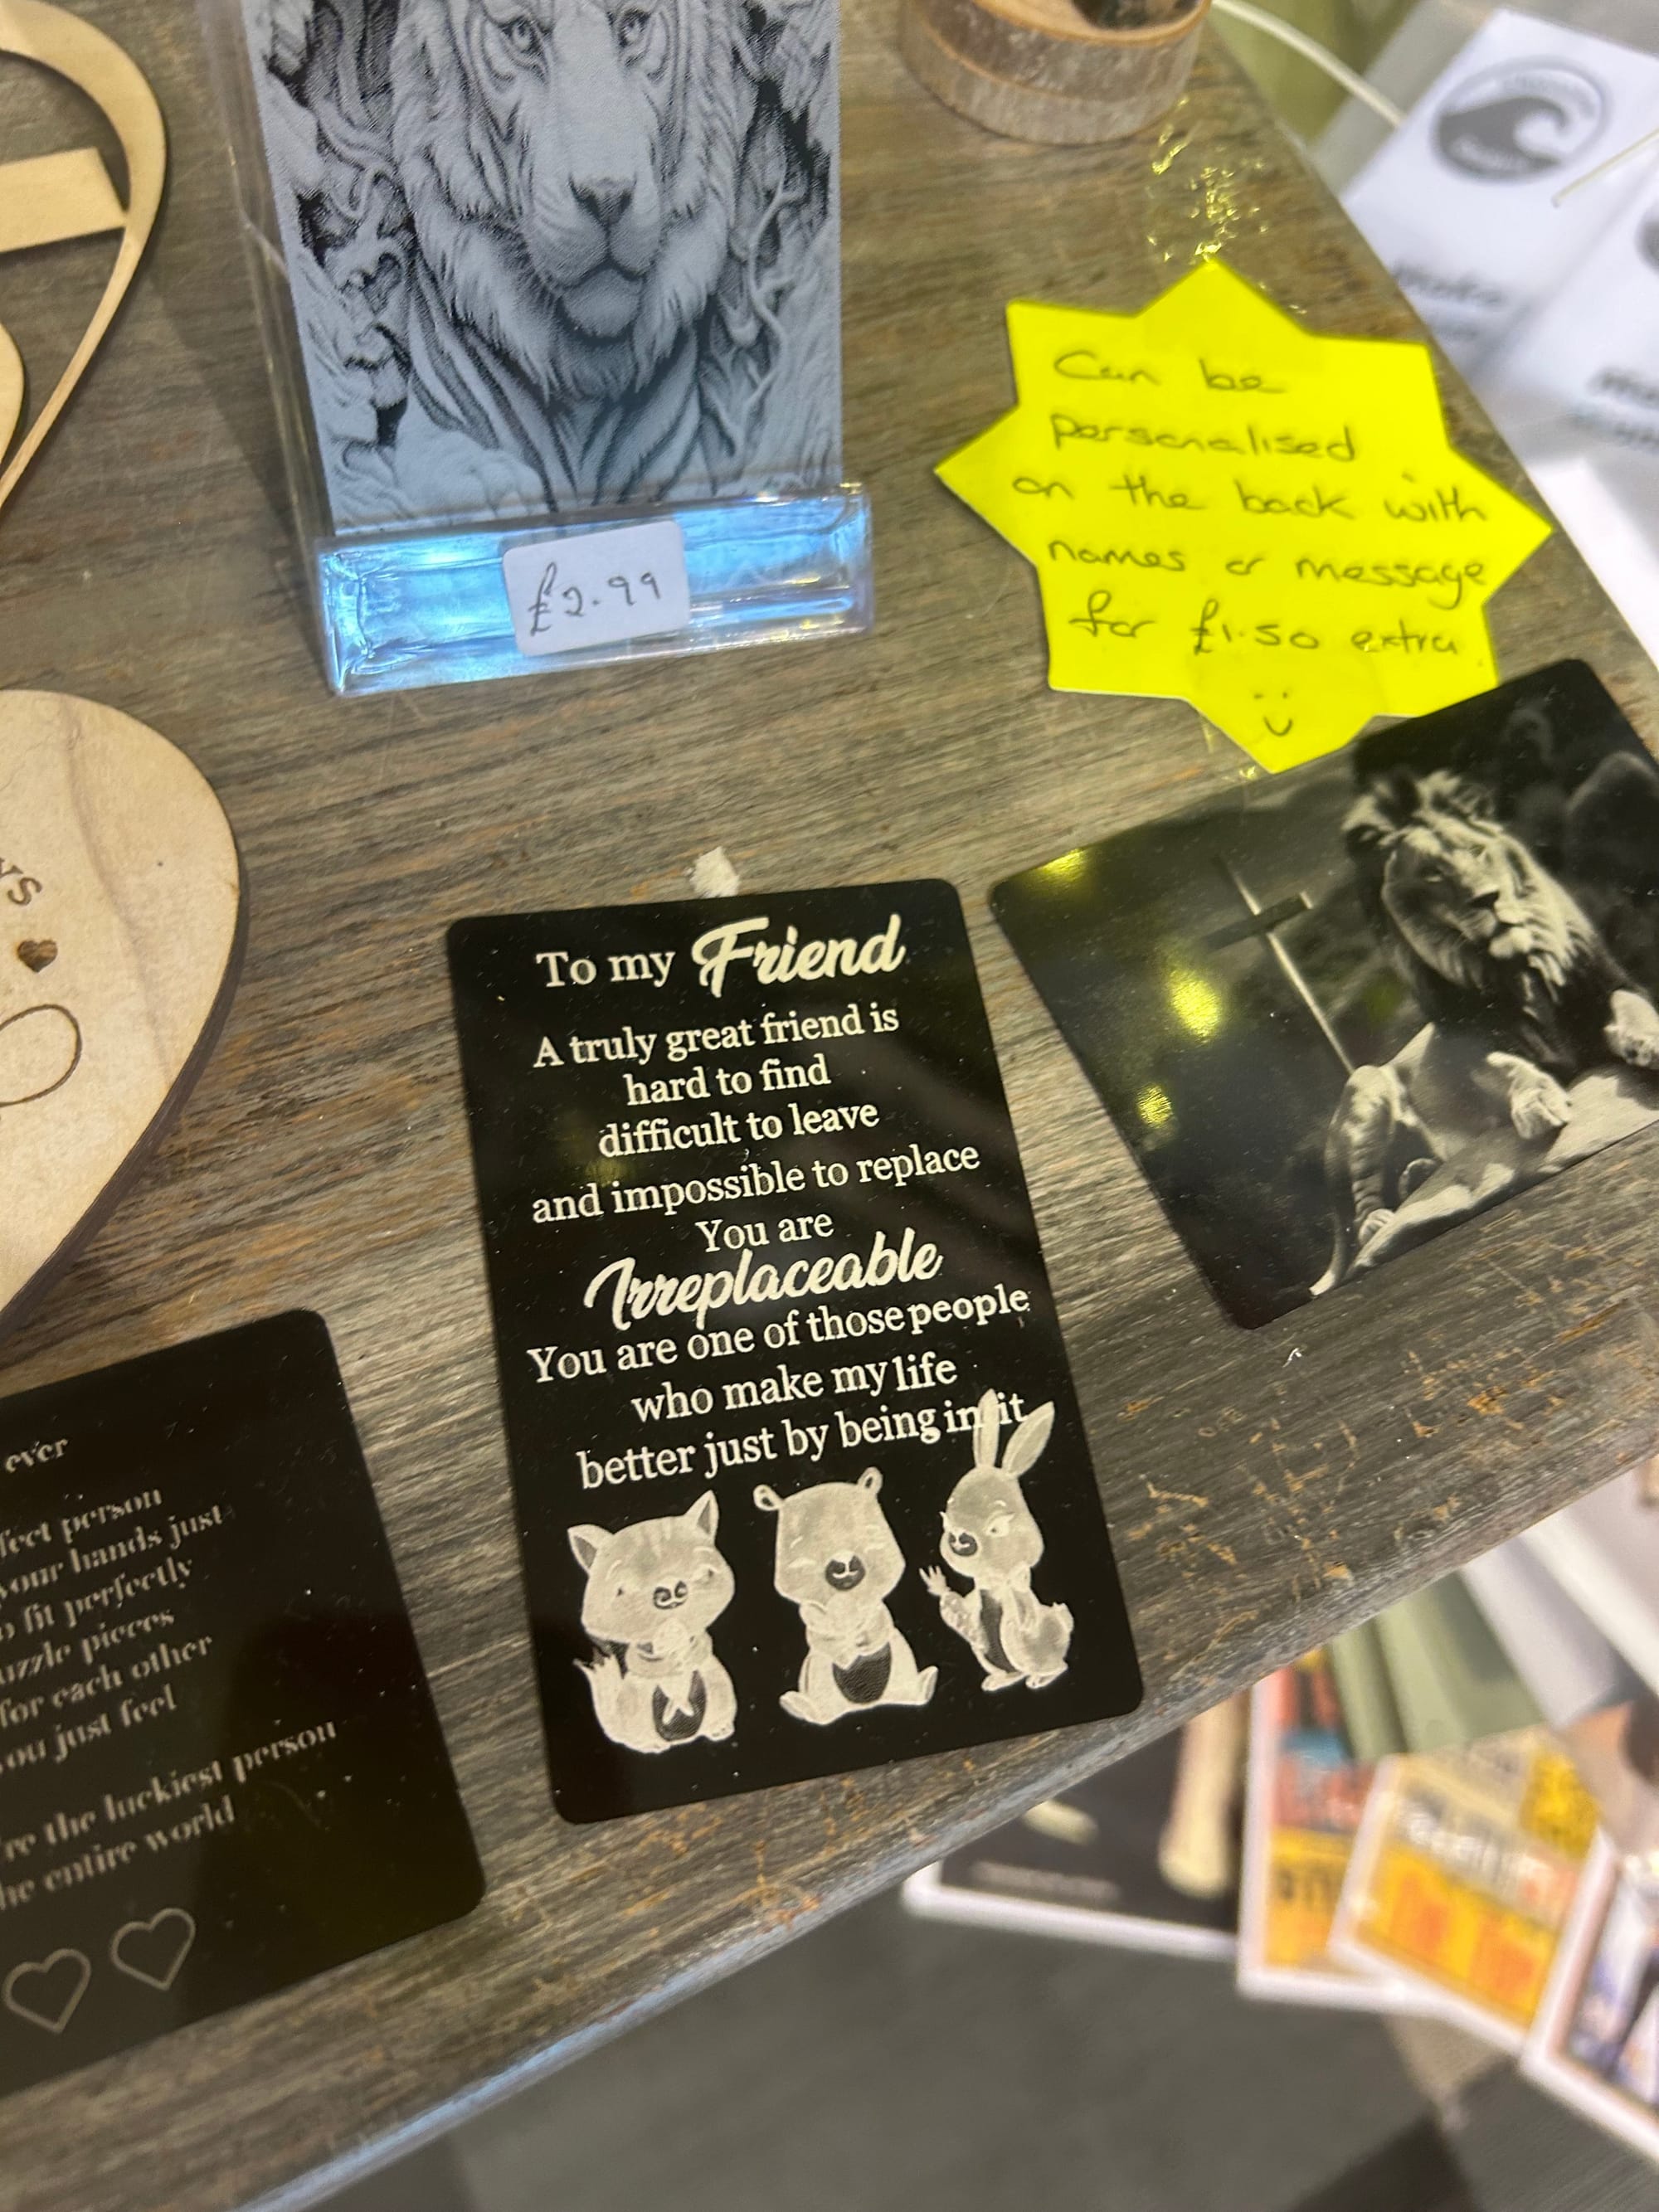 £2.99
Can be
personalised
on the back with
names or message
for £1.50 extra
To my Friend
A truly great friend is
hard to find
difficult to leave
and impossible to replace
You are
Irreplaceable
You are one of those people
who make my life
better just by being in it
ever
person
your hands just
fit perfectly
pieces
for each other
you just feel
the luckiest person
entire world